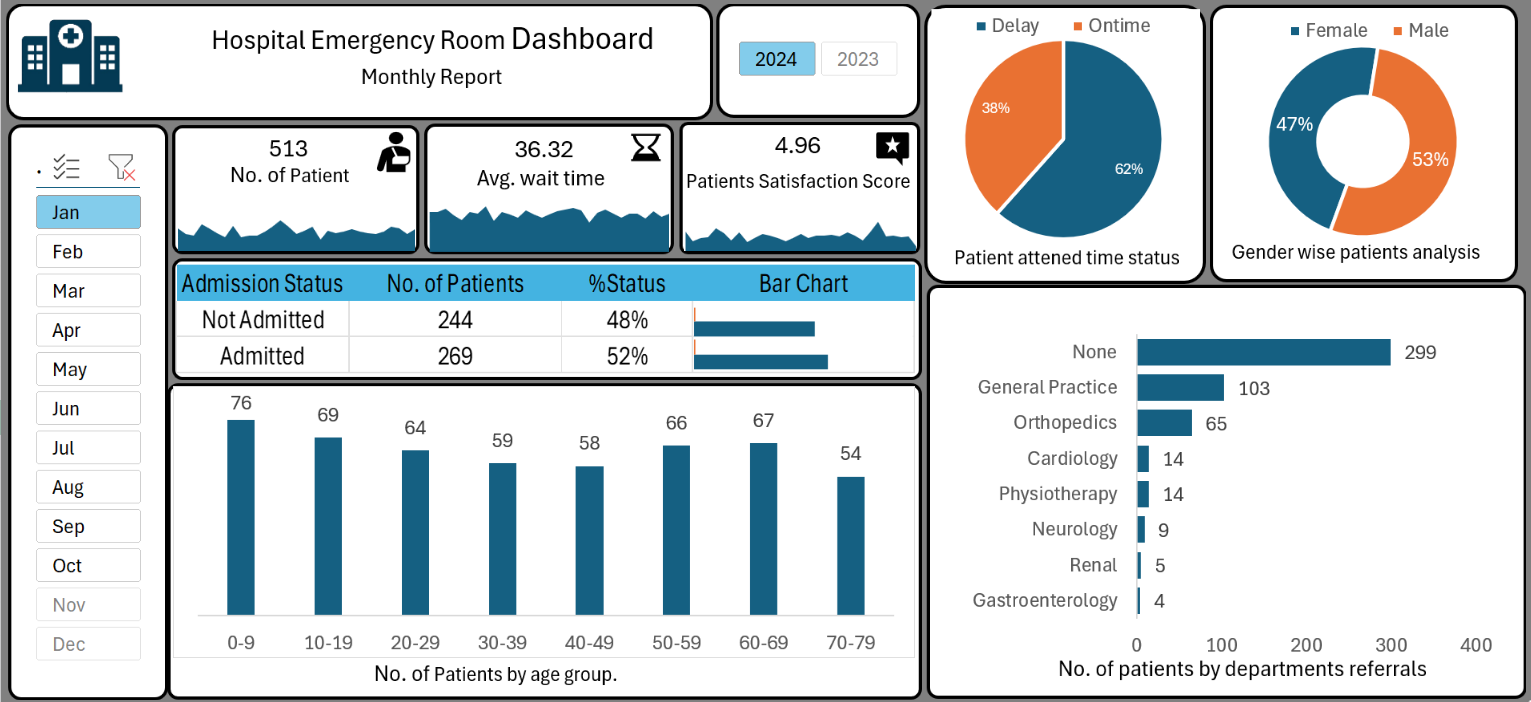 Hospital Emergency Room Dashboard
Monthly Report
2024 2023
Jan
Feb
Mar
Apr
May
Jun
Jul
Aug
Sep
Oct
Nov
Dec
513
No. of Patient
36.32
Avg. wait time
4.96
Patients Satisfaction Score
Admission Status No. of Patients %Status Bar Chart
Not Admitted 244 48%
Admitted 269 52%
76 69 64 59 58 66 67 54
0-9 10-19 20-29 30-39 40-49 50-59 60-69 70-79
No. of Patients by age group.
Delay Ontime
38%
62%
Patient attened time status
Female Male
47%
53%
Gender wise patients analysis
None 299
General Practice 103
Orthopedics 65
Cardiology 14
Physiotherapy 14
Neurology 9
Renal 5
Gastroenterology 4
0 100 200 300 400
No. of patients by departments referrals